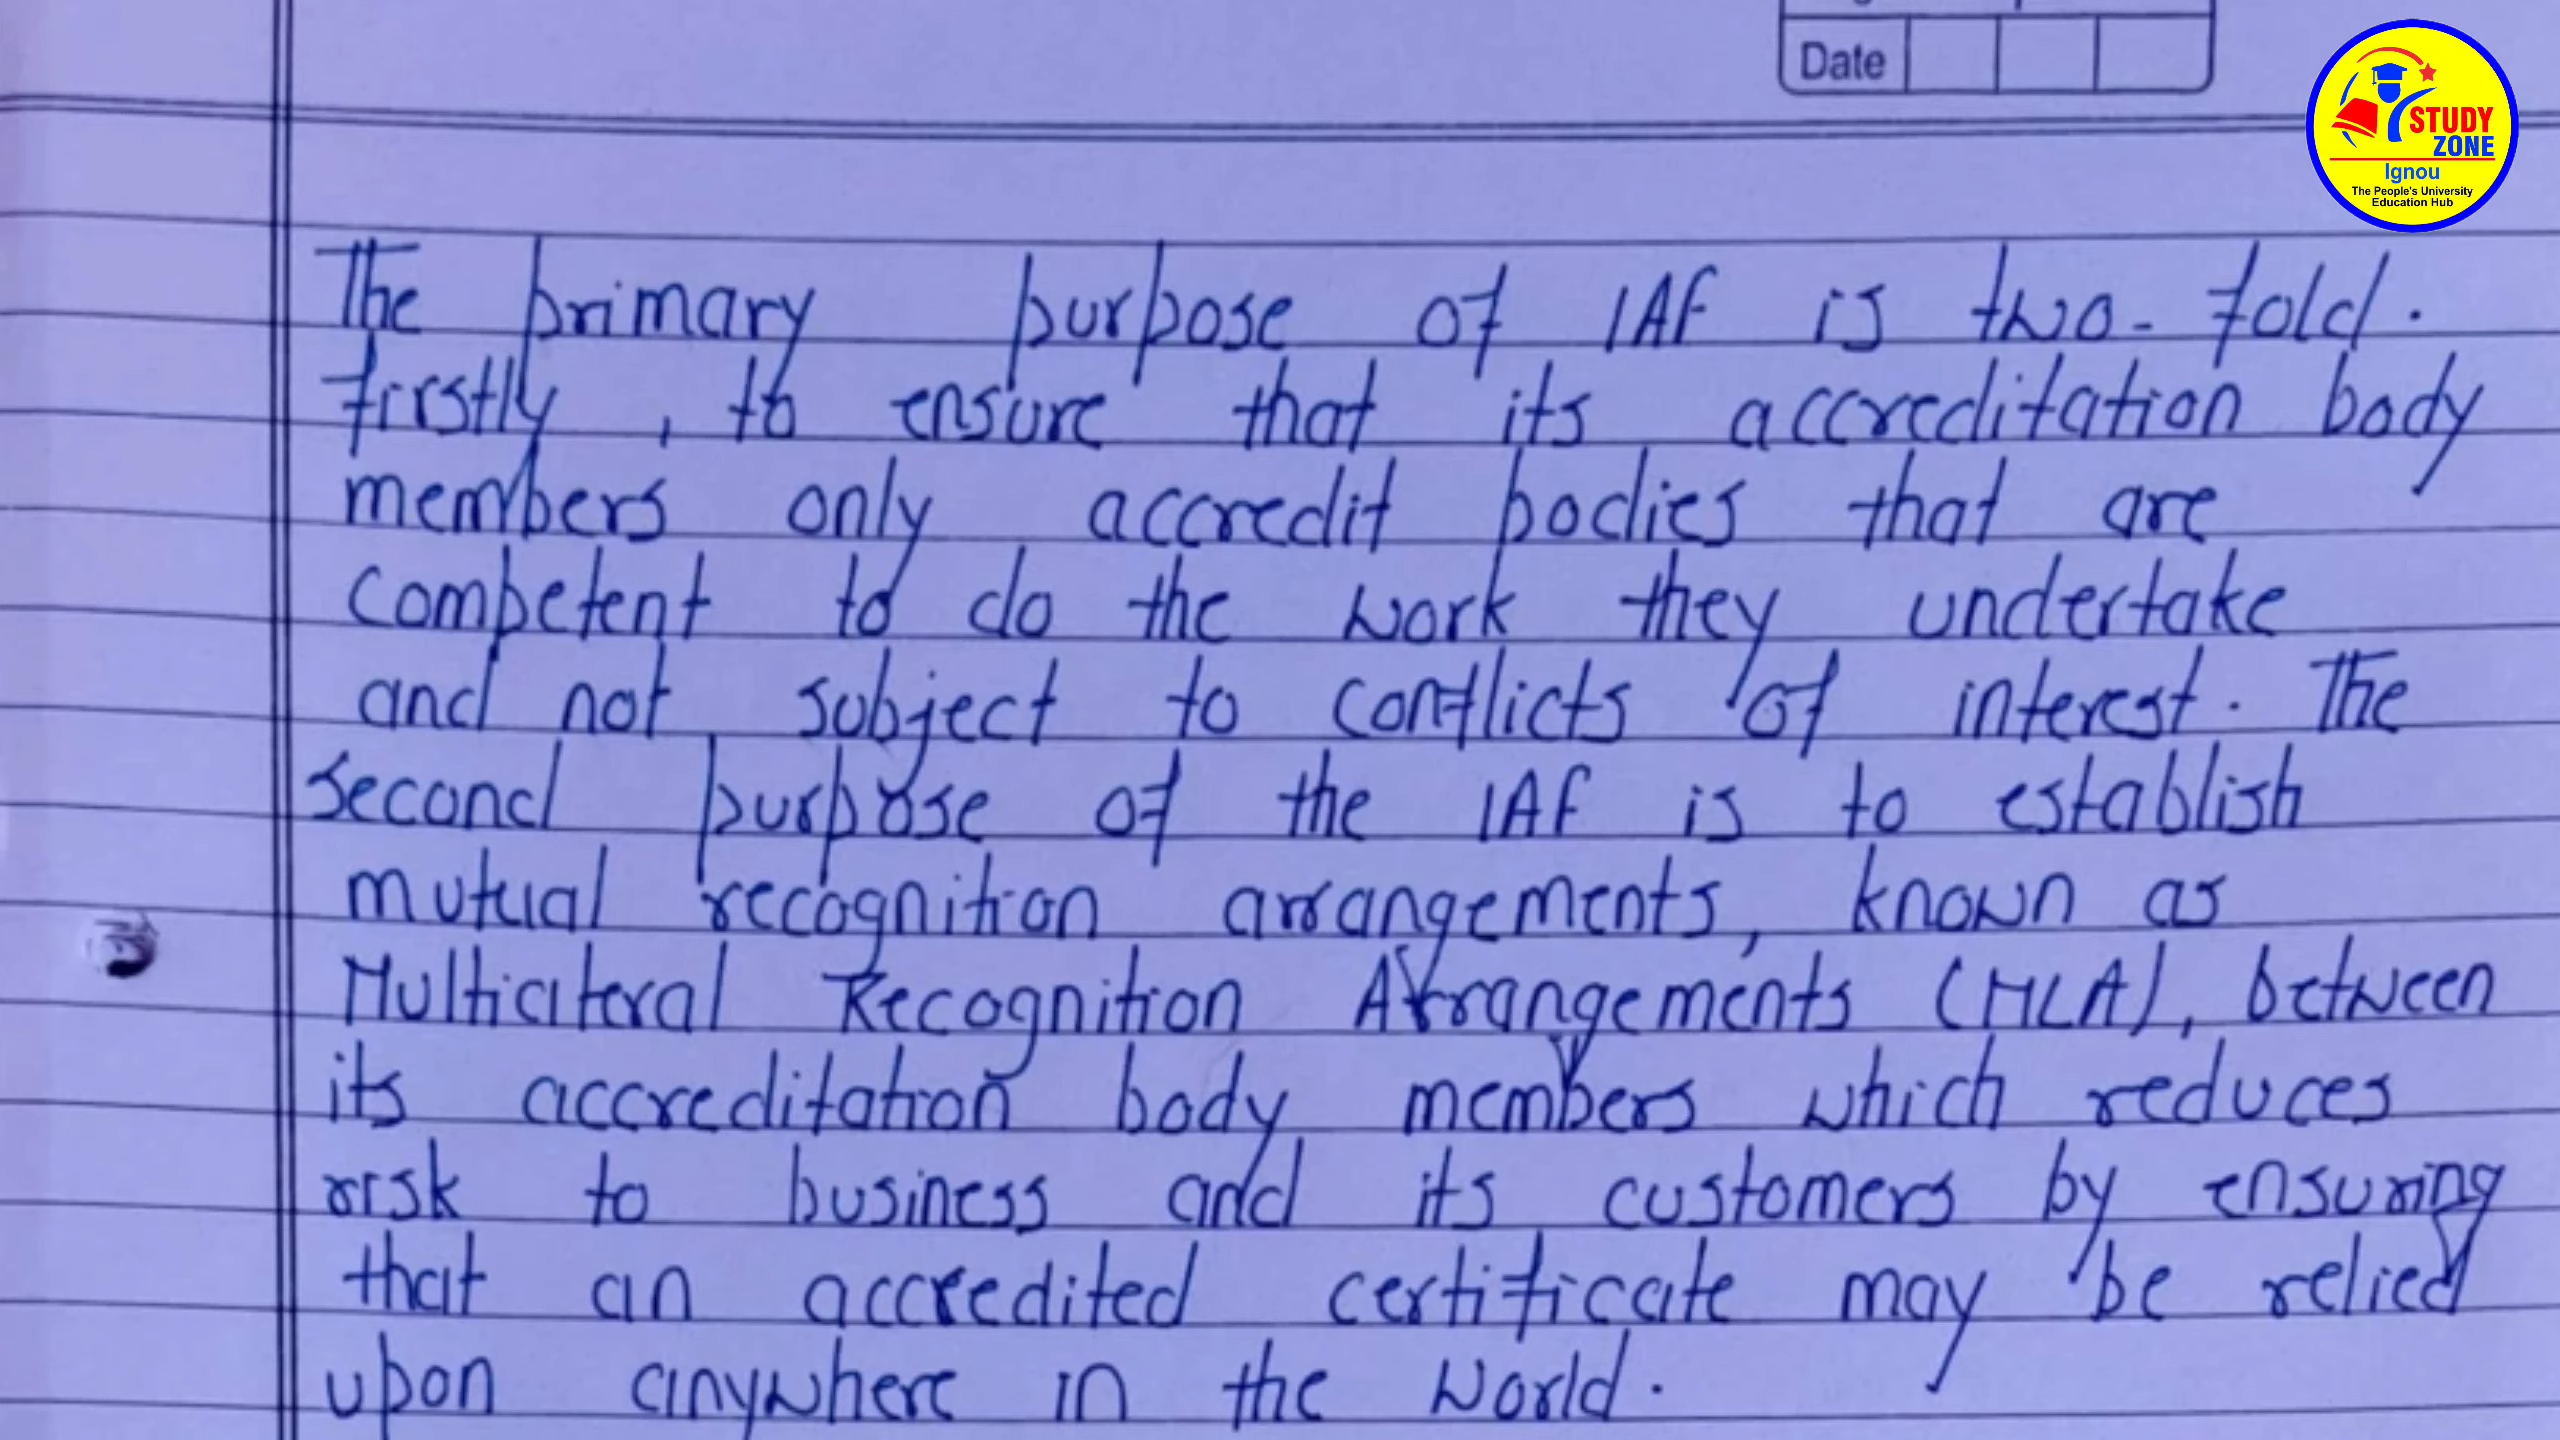 Date
STUDY
ZONE
Ignou
The People's University
Education Hub
The primary purpose of IAF is two-fold.
firstly, to ensure that its accreditation body
members only accredit bodies that are
competent to do the work they undertake
and not subject to conflicts of interest. The
second purpose of the IAF is to establish
mutual recognition arrangements, known as
Multicateral Recognition Arrangements (MLA), between
its accreditation body members which reduces
risk to business and its customers by ensuring
that an accredited certificate may be relied
upon anywhere in the world.